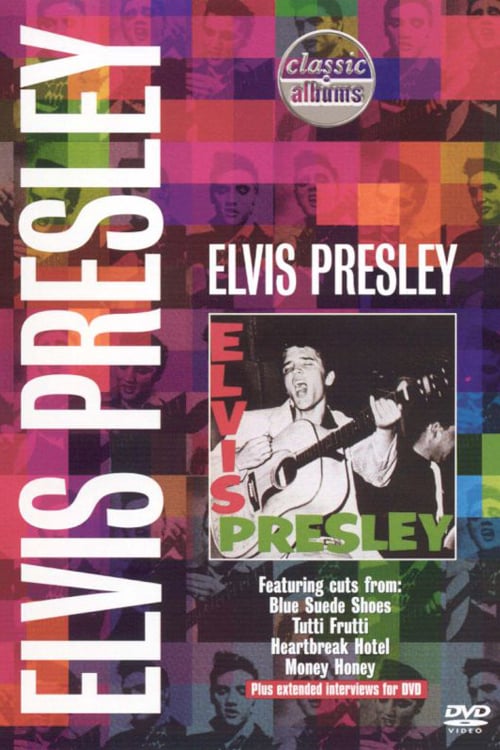 ELVIS PRESLEY
classic
albums
ELVIS PRESLEY
ELVIS
PRESLEY
Featuring cuts from:
Blue Suede Shoes
Tutti Frutti
Heartbreak Hotel
Money Honey
Plus extended interviews for DVD
DVD
VIDEO